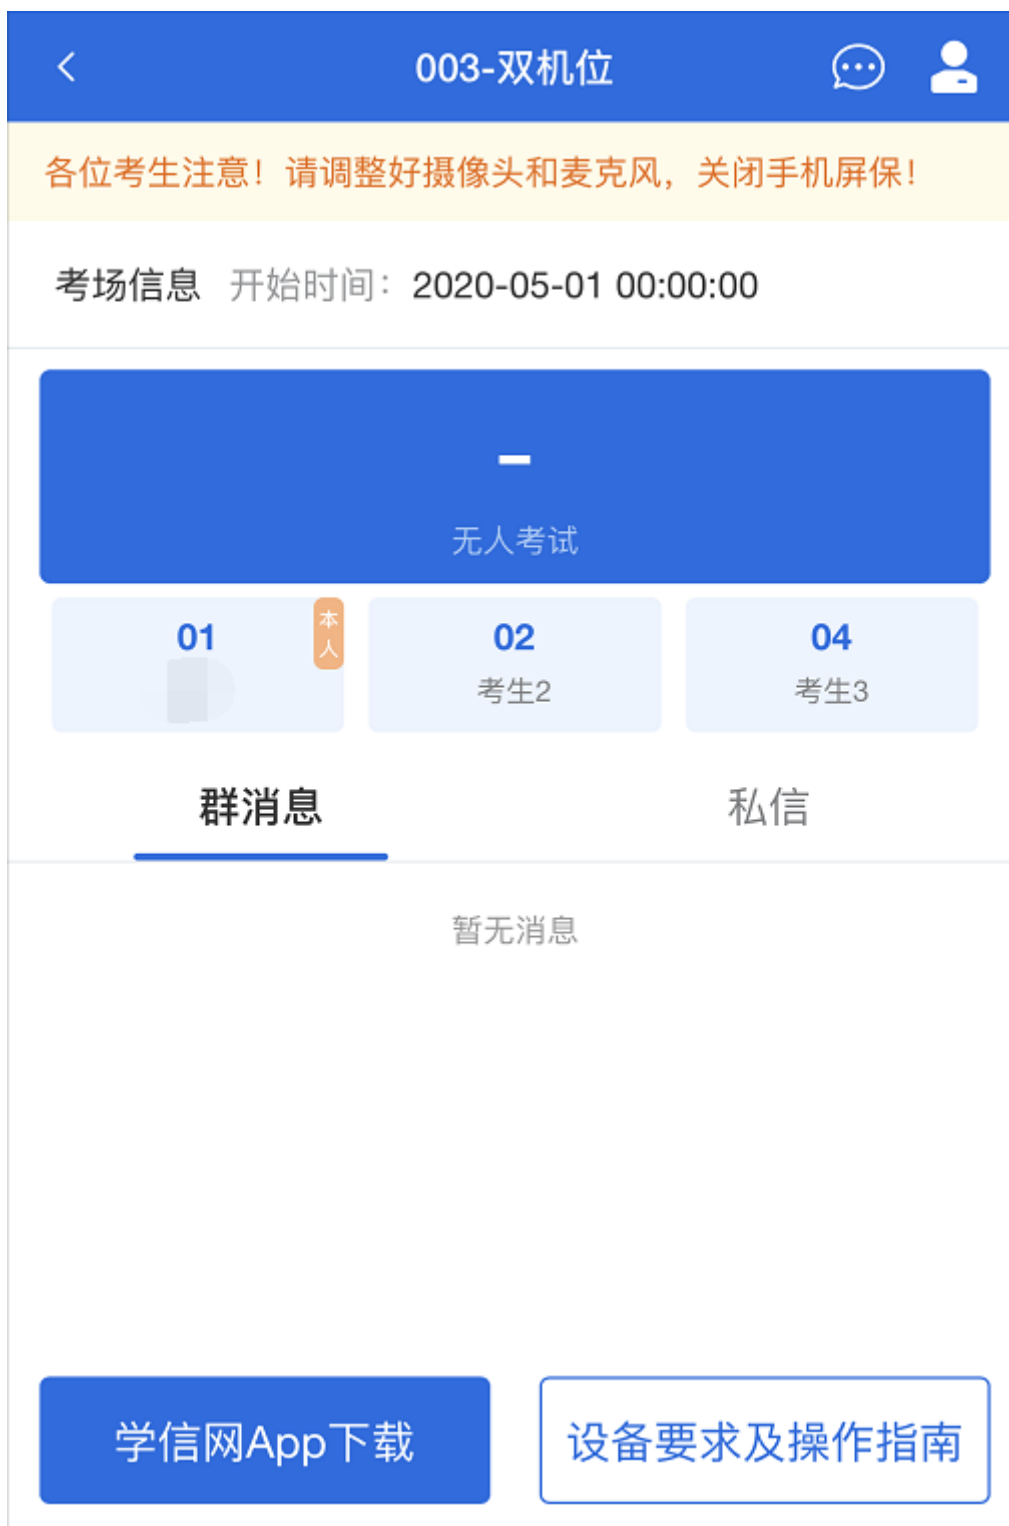 003-双机位
各位考生注意！请调整好摄像头和麦克风，关闭手机屏保！
考场信息 开始时间：2020-05-01 00:00:00
-
无人考试
01 本人 02 04
考生2 考生3
群消息 私信
暂无消息
学信网App下载 设备要求及操作指南